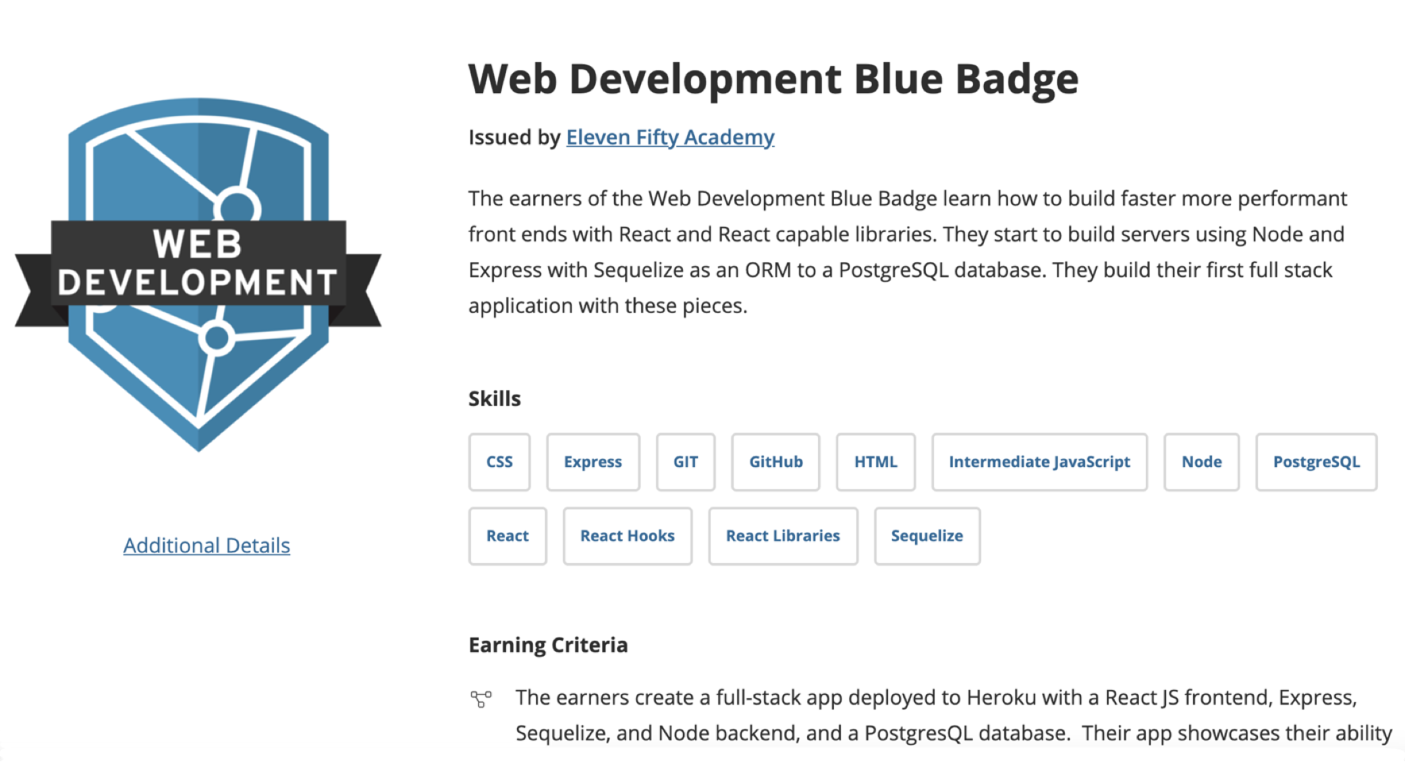 Web Development Blue Badge
Issued by Eleven Fifty Academy
The earners of the Web Development Blue Badge learn how to build faster more performant
front ends with React and React capable libraries. They start to build servers using Node and
Express with Sequelize as an ORM to a PostgreSQL database. They build their first full stack
application with these pieces.
WEB
DEVELOPMENT
Additional Details
Skills
CSS Express GIT GitHub HTML Intermediate JavaScript Node PostgreSQL
React React Hooks React Libraries Sequelize
Earning Criteria
The earners create a full-stack app deployed to Heroku with a React JS frontend, Express,
Sequelize, and Node backend, and a PostgresQL database.  Their app showcases their ability